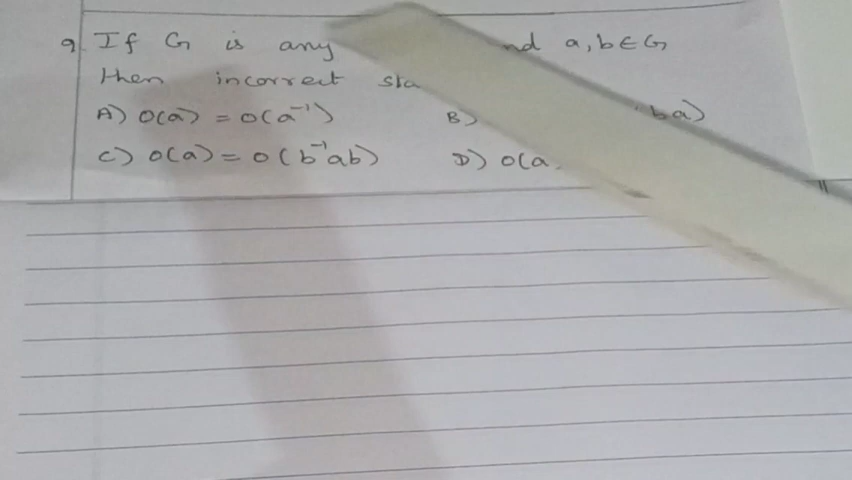 9. If G is any nd a, b ∈ G
then incorrect sta
A) O(a) = O(a⁻¹) B) ba)
C) O(a) = O(b⁻¹ab) D) O(a